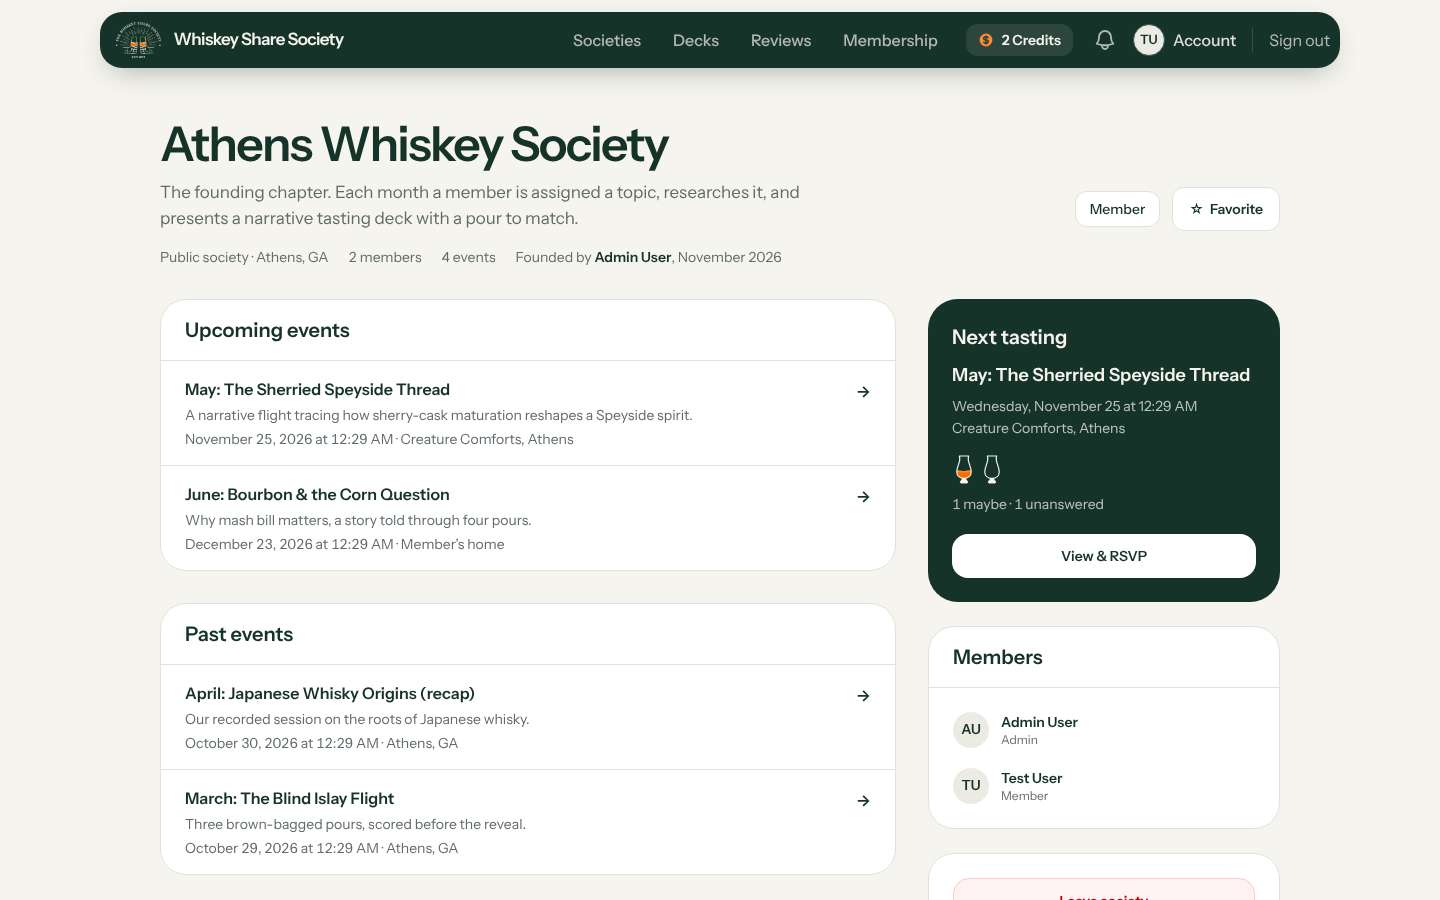 Whiskey Share Society
Societies
Decks
Reviews
Membership
2 Credits
TU
Account
Sign out
Athens Whiskey Society
The founding chapter. Each month a member is assigned a topic, researches it, and
presents a narrative tasting deck with a pour to match.
Member
☆ Favorite
Public society · Athens, GA
2 members
4 events
Founded by Admin User, November 2026
Upcoming events
May: The Sherried Speyside Thread
A narrative flight tracing how sherry-cask maturation reshapes a Speyside spirit.
November 25, 2026 at 12:29 AM · Creature Comforts, Athens
June: Bourbon & the Corn Question
Why mash bill matters, a story told through four pours.
December 23, 2026 at 12:29 AM · Member's home
Past events
April: Japanese Whisky Origins (recap)
Our recorded session on the roots of Japanese whisky.
October 30, 2026 at 12:29 AM · Athens, GA
March: The Blind Islay Flight
Three brown-bagged pours, scored before the reveal.
October 29, 2026 at 12:29 AM · Athens, GA
Next tasting
May: The Sherried Speyside Thread
Wednesday, November 25 at 12:29 AM
Creature Comforts, Athens
1 maybe · 1 unanswered
View & RSVP
Members
AU
Admin User
Admin
TU
Test User
Member
Leave society